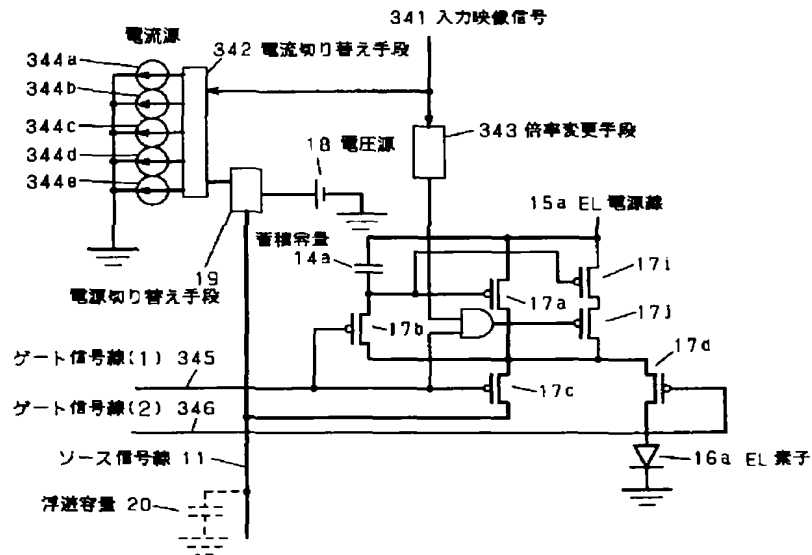 341 入力映像信号
電流源
342 電流切り替え手段
344a
344b
344c
344d
344e
343 倍率変更手段
18 電圧源
15a EL 電源線
蓄積容量
14a
19
電源切り替え手段
17i
17a
17j
17b
17d
ゲート信号線(1) 345
17c
ゲート信号線(2) 346
ソース信号線 11
16a EL 素子
浮遊容量 20